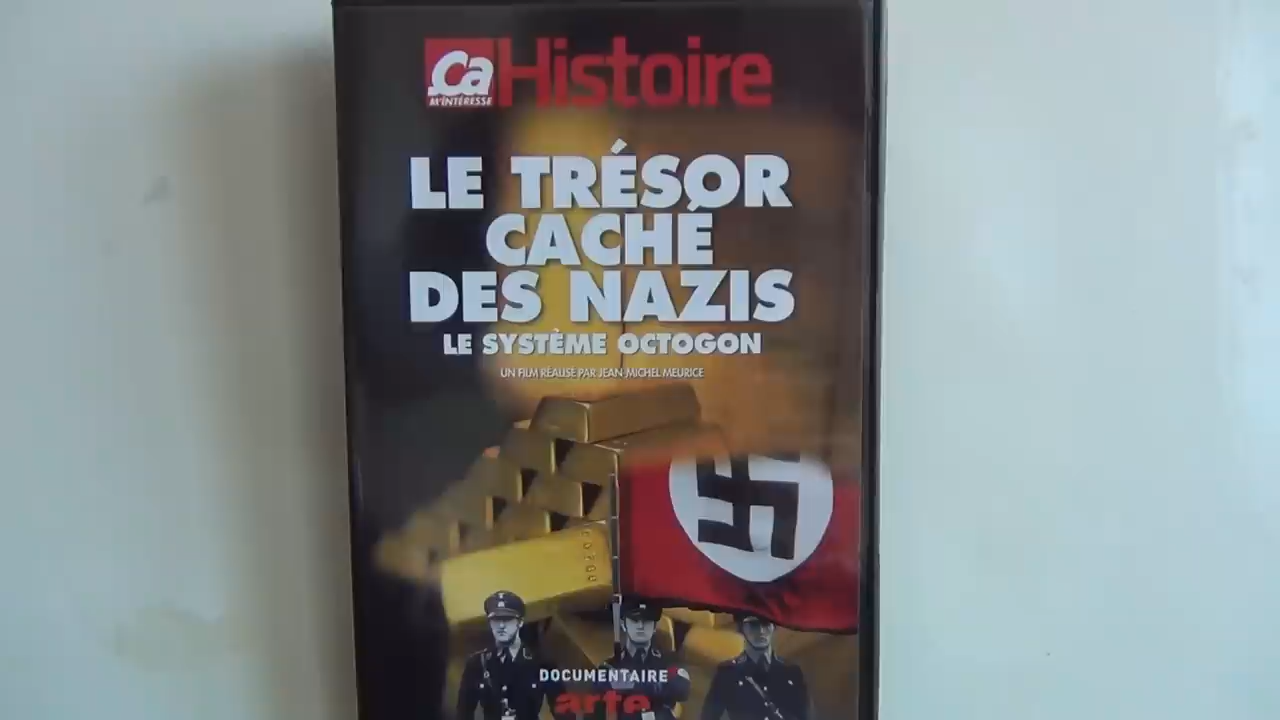 Ça M'INTÉRESSE Histoire
LE TRÉSOR
CACHÉ
DES NAZIS
LE SYSTÈME OCTOGON
UN FILM RÉALISÉ PAR JEAN-MICHEL MEURICE
DOCUMENTAIRE
arte